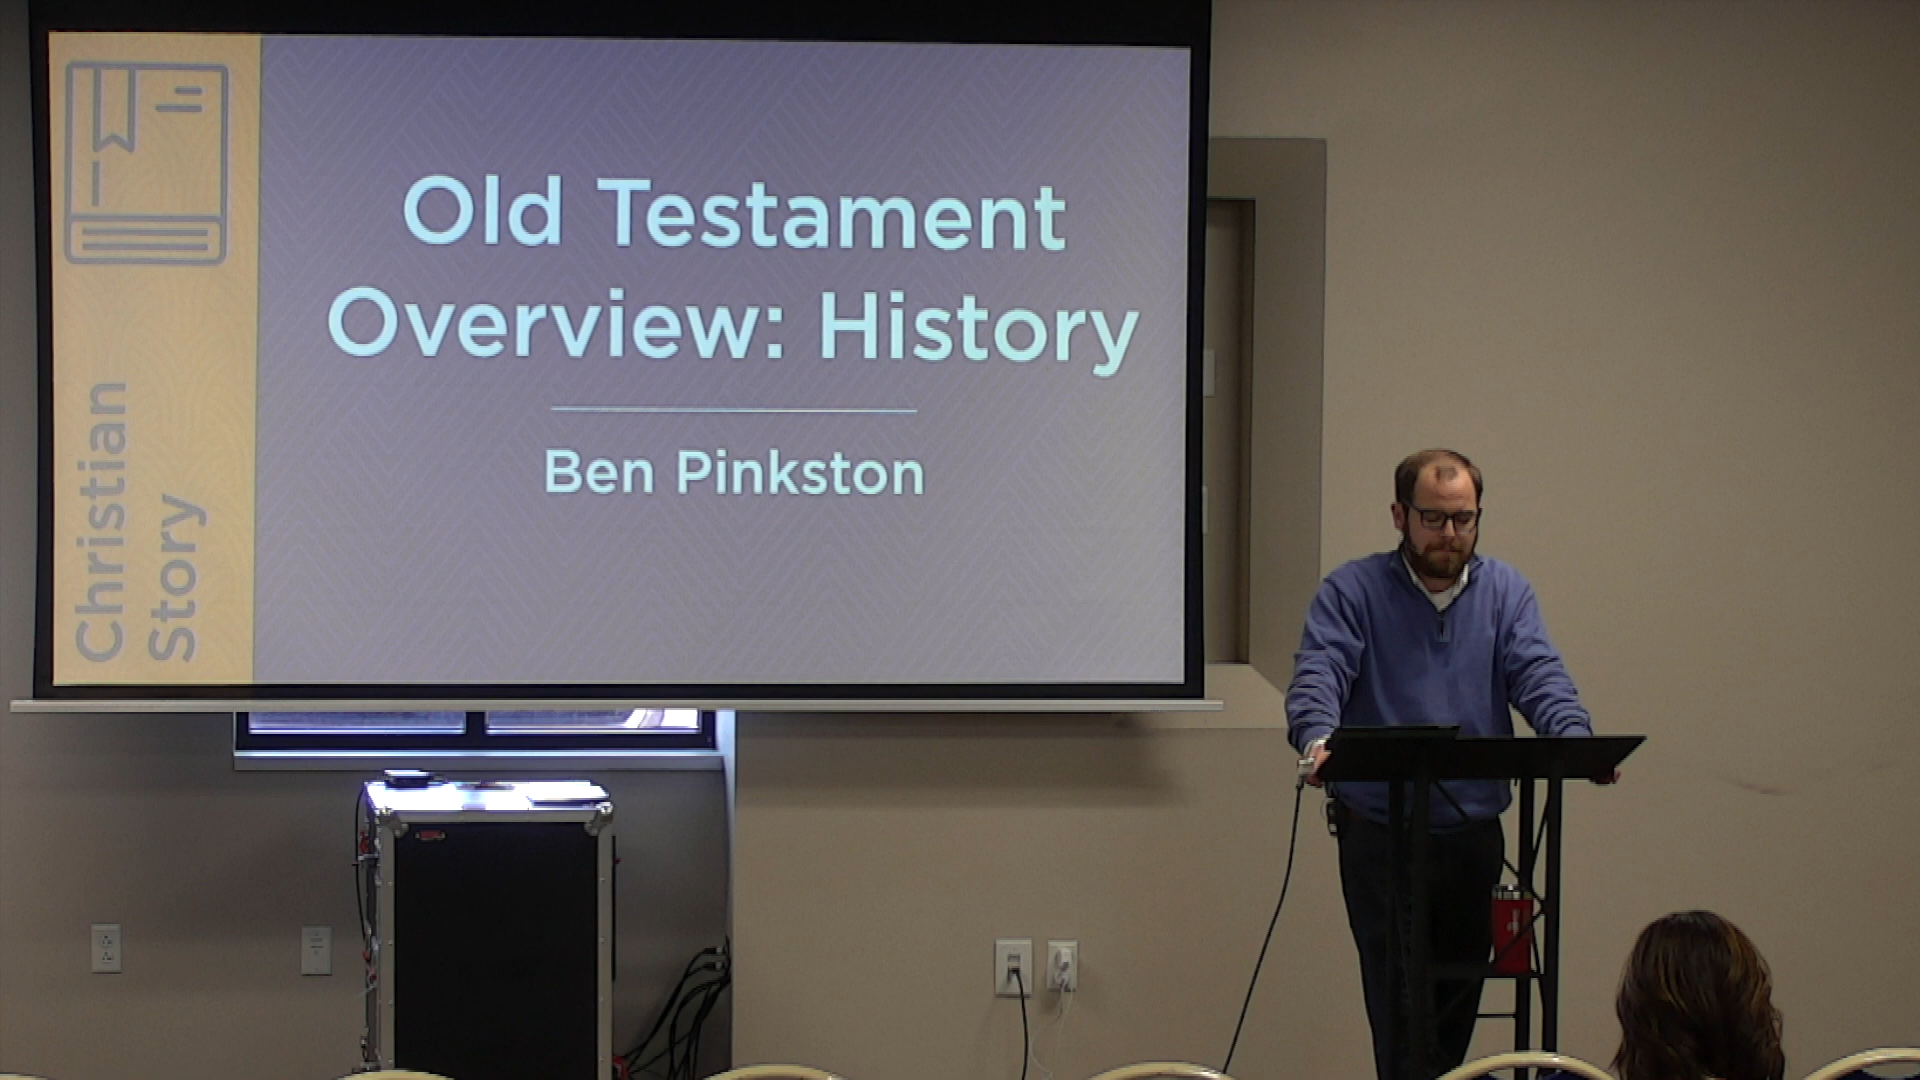 Christian
Story
Old Testament
Overview: History
Ben Pinkston